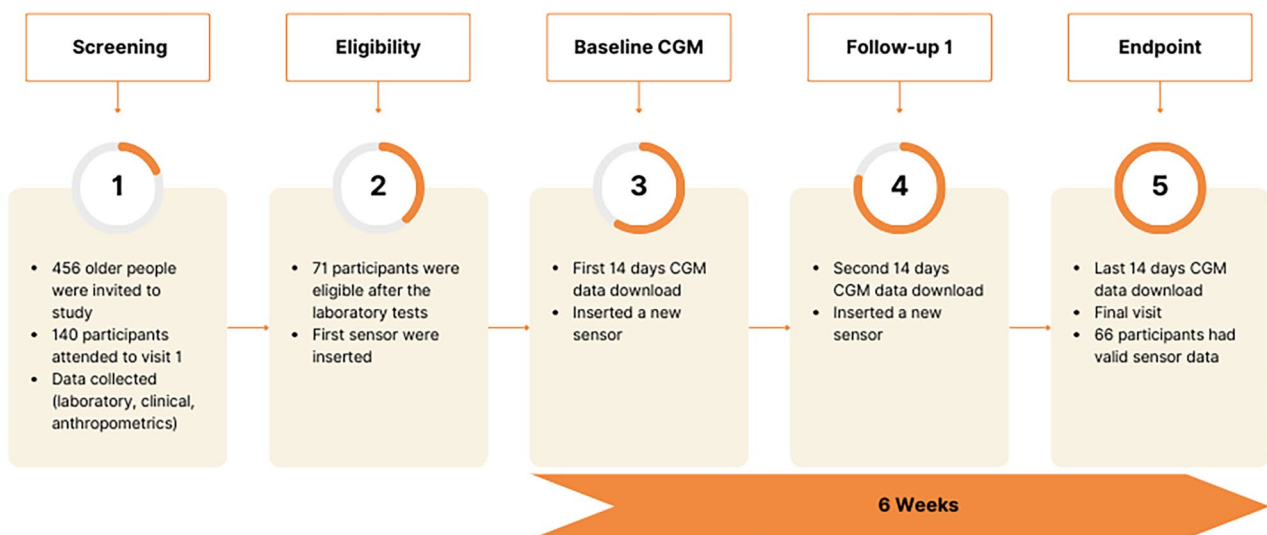 Screening
Eligibility
Baseline CGM
Follow-up 1
Endpoint
1
2
3
4
5
• 456 older people
were invited to
study
• 140 participants
attended to visit 1
• Data collected
(laboratory, clinical,
anthropometrics)
• 71 participants were
eligible after the
laboratory tests
• First sensor were
inserted
• First 14 days CGM
data download
• Inserted a new
sensor
• Second 14 days
CGM data download
• Inserted a new
sensor
• Last 14 days CGM
data download
• Final visit
• 66 participants had
valid sensor data
6 Weeks